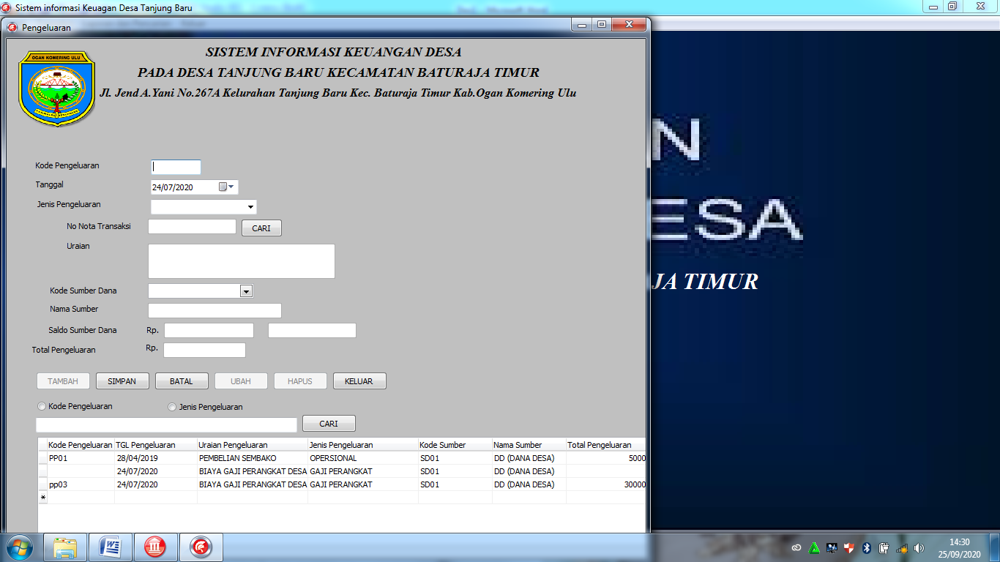 Sistem informasi Keuagan Desa Tanjung Baru
Pengeluaran
OGAN KOMERING ULU
SISTEM INFORMASI KEUANGAN DESA
PADA DESA TANJUNG BARU KECAMATAN BATURAJA TIMUR
Jl. Jend A.Yani No.267A Kelurahan Tanjung Baru Kec. Baturaja Timur Kab.Ogan Komering Ulu
N
ESA
JA TIMUR
Kode Pengeluaran
Tanggal 24/07/2020
Jenis Pengeluaran
No Nota Transaksi CARI
Uraian
Kode Sumber Dana
Nama Sumber
Saldo Sumber Dana Rp.
Total Pengeluaran Rp.
TAMBAH SIMPAN BATAL UBAH HAPUS KELUAR
Kode Pengeluaran Jenis Pengeluaran
CARI
Kode Pengeluaran TGL Pengeluaran Uraian Pengeluaran Jenis Pengeluaran Kode Sumber Nama Sumber Total Pengeluaran
PP01 28/04/2019 PEMBELIAN SEMBAKO OPERSIONAL SD01 DD (DANA DESA) 5000
24/07/2020 BIAYA GAJI PERANGKAT DESA GAJI PERANGKAT SD01 DD (DANA DESA)
pp03 24/07/2020 BIAYA GAJI PERANGKAT DESA GAJI PERANGKAT SD01 DD (DANA DESA) 30000
*
14:30
25/09/2020